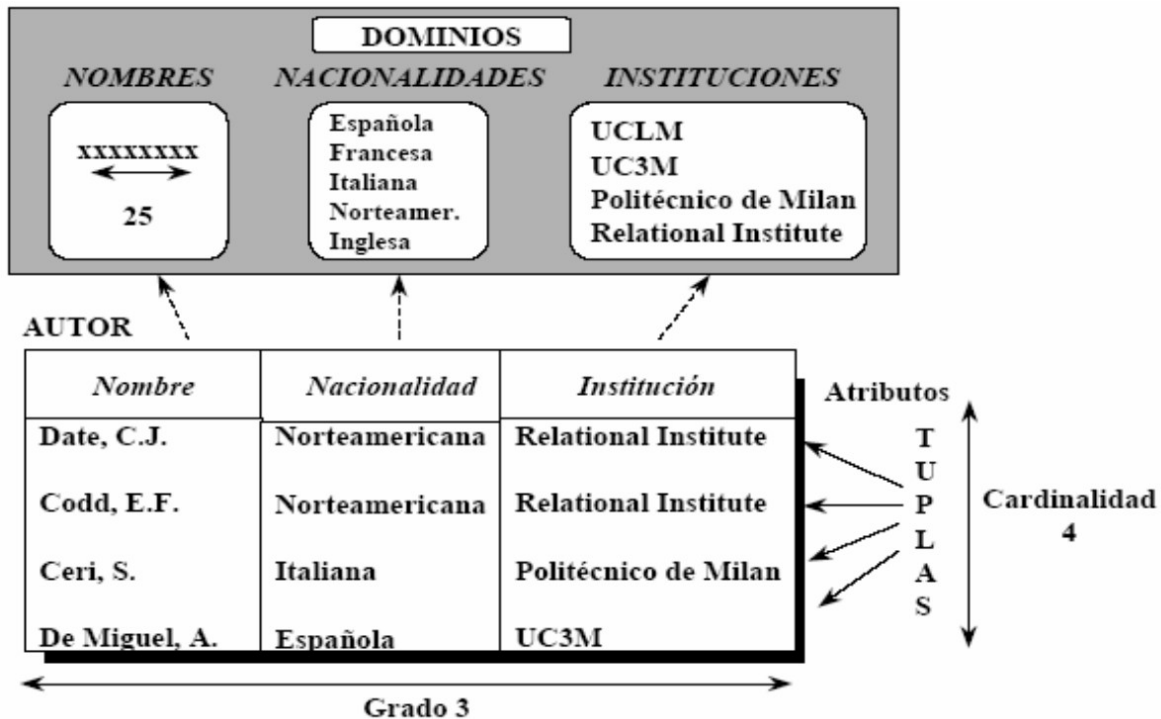 DOMINIOS
NOMBRES NACIONALIDADES INSTITUCIONES
xxxxxxxx
25
Española
Francesa
Italiana
Norteamer.
Inglesa
UCLM
UC3M
Politécnico de Milan
Relational Institute
AUTOR
Nombre Nacionalidad Institución
Date, C.J. Norteamericana Relational Institute
Codd, E.F. Norteamericana Relational Institute
Ceri, S. Italiana Politécnico de Milan
De Miguel, A. Española UC3M
Atributos
TUPLAS
Cardinalidad
4
Grado 3